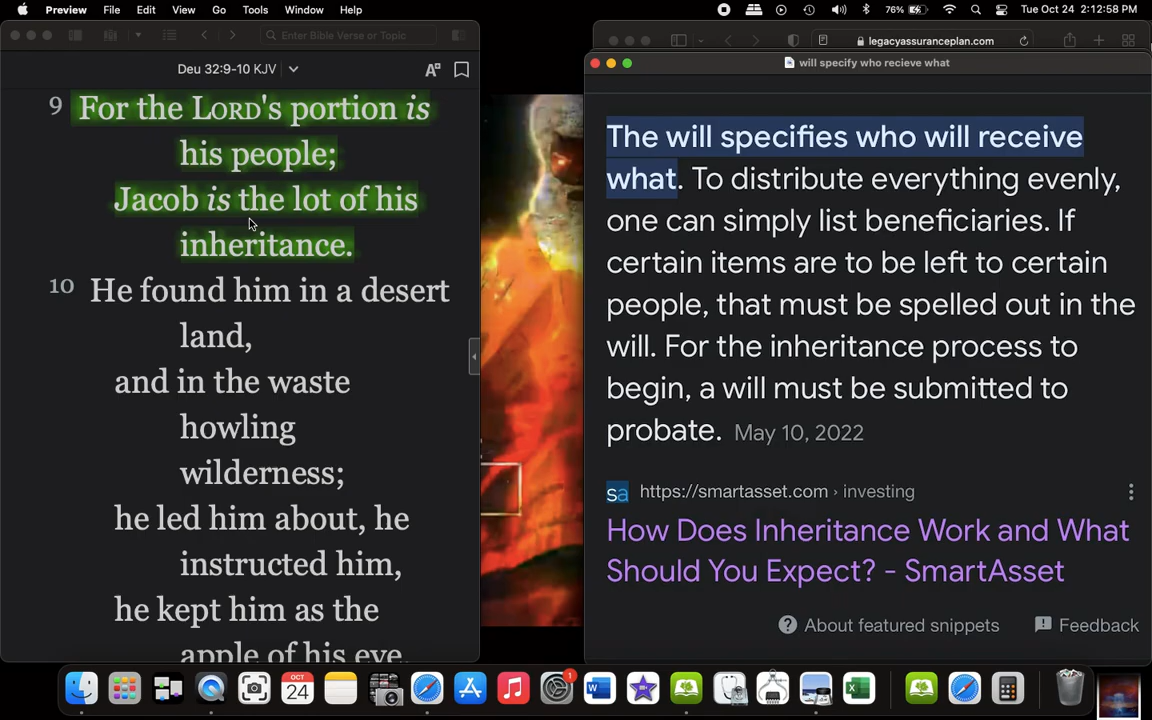 Preview File Edit View Go Tools Window Help
76% Tue Oct 24 2:12:58 PM
Enter Bible Verse or Topic
Deu 32:9-10 KJV
9 For the LORD's portion is
his people;
Jacob is the lot of his
inheritance.
10 He found him in a desert
land,
and in the waste
howling
wilderness;
he led him about, he
instructed him,
he kept him as the
apple of his eye.
legacyassuranceplan.com
will specify who recieve what
The will specifies who will receive
what. To distribute everything evenly,
one can simply list beneficiaries. If
certain items are to be left to certain
people, that must be spelled out in the
will. For the inheritance process to
begin, a will must be submitted to
probate. May 10, 2022
sa https://smartasset.com › investing
How Does Inheritance Work and What
Should You Expect? - SmartAsset
? About featured snippets Feedback
OCT
24
1